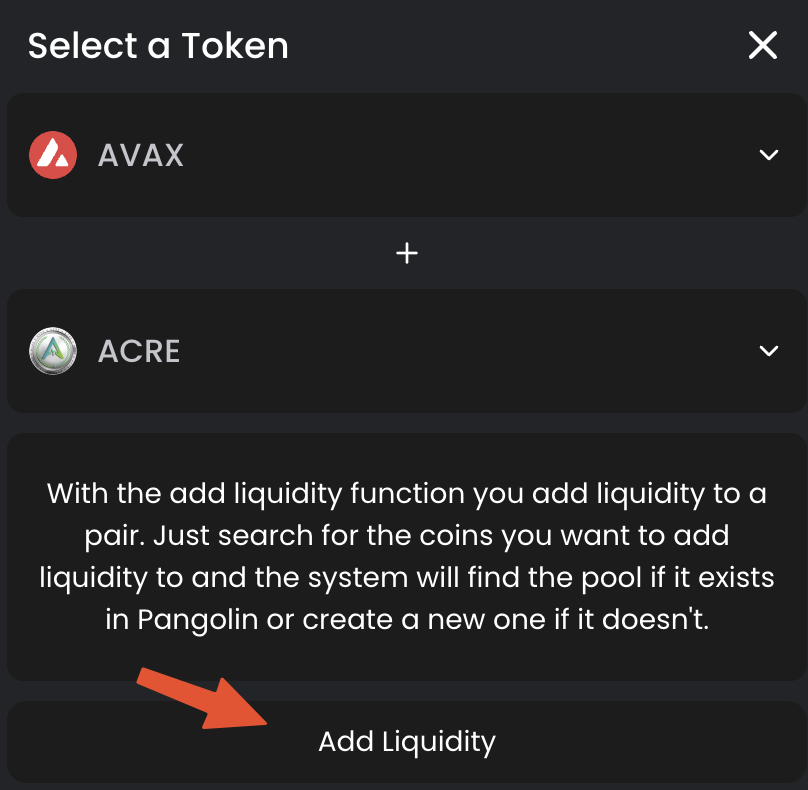 Select a Token
AVAX
+
ACRE
With the add liquidity function you add liquidity to a
pair. Just search for the coins you want to add
liquidity to and the system will find the pool if it exists
in Pangolin or create a new one if it doesn't.
Add Liquidity